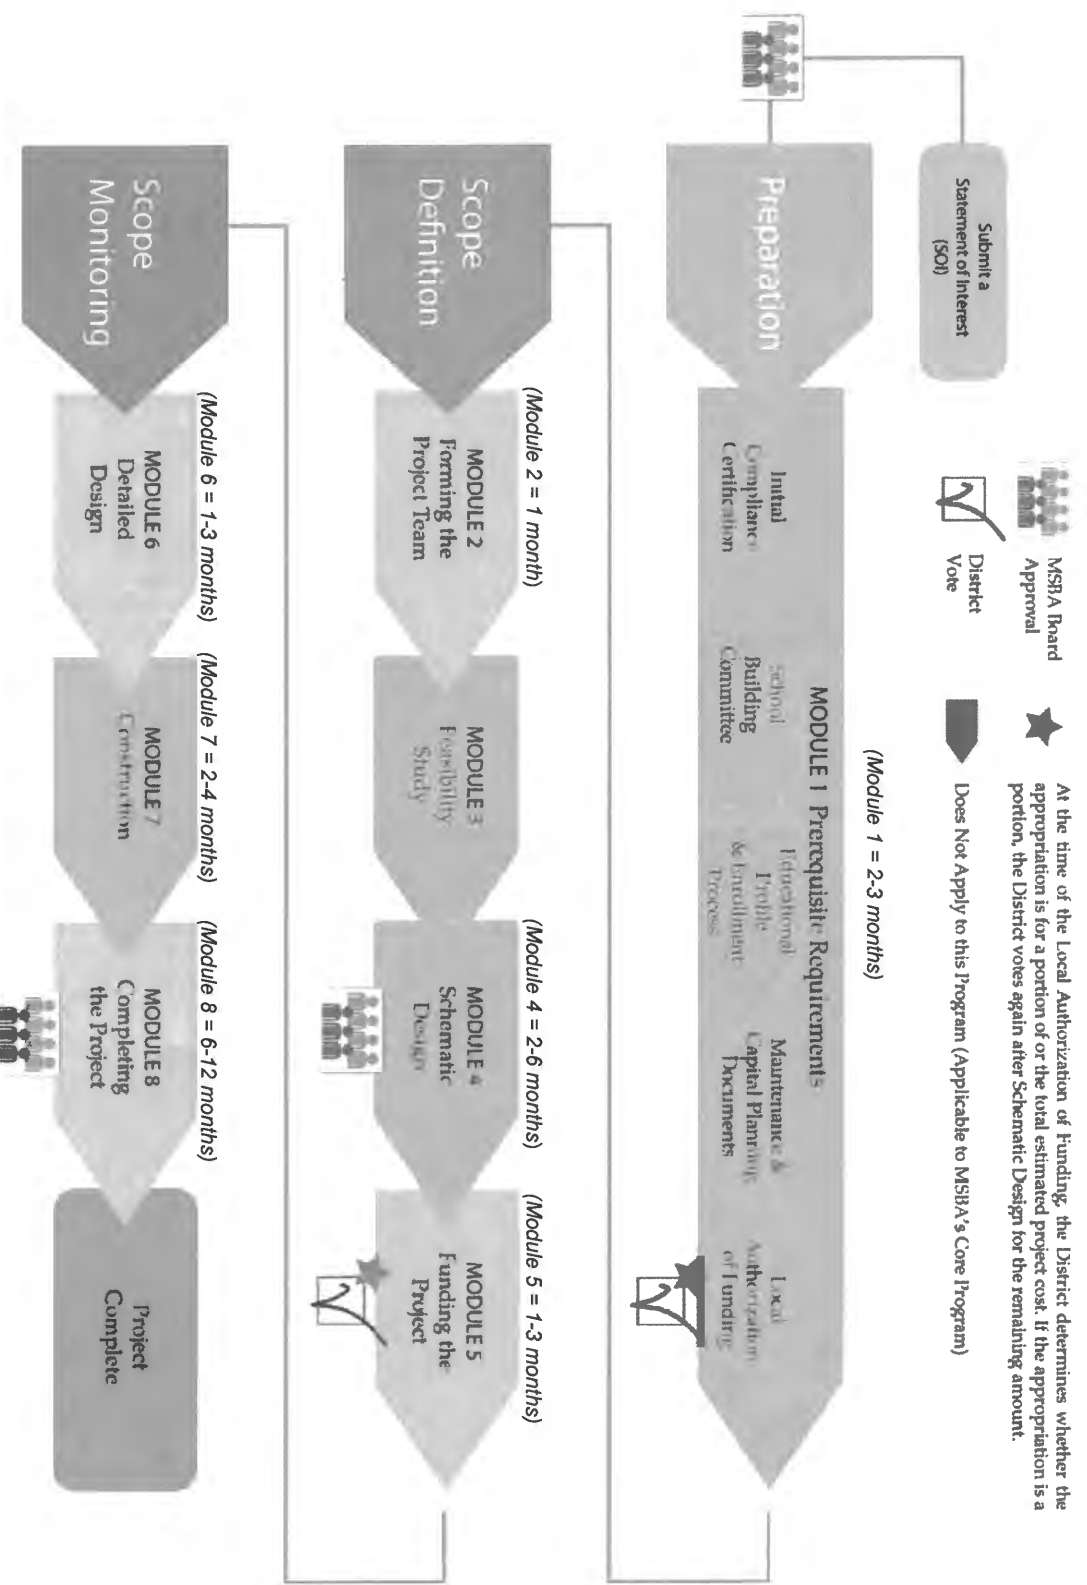 Submit a
Statement of Interest
(SOI)
MSBA Board
Approval
District
Vote
At the time of the Local Authorization of Funding, the District determines whether the
appropriation is for a portion of or the total estimated project cost. If the appropriation is a
portion, the District votes again after Schematic Design for the remaining amount.
Does Not Apply to this Program (Applicable to MSBA's Core Program)
(Module 1 = 2-3 months)
Preparation
MODULE 1 Prerequisite Requirements
Initial
Compliance
Certification
School
Building
Committee
Educational
Profile
& Enrollment
Process
Maintenance &
Capital Planning
Documents
Local
Authorization
of Funding
(Module 2 = 1 month)
(Module 4 = 2-6 months)
(Module 5 = 1-3 months)
Scope
Definition
MODULE 2
Forming the
Project Team
MODULE 3
Feasibility
Study
MODULE 4
Schematic
Design
MODULE 5
Funding the
Project
(Module 6 = 1-3 months)
(Module 7 = 2-4 months)
(Module 8 = 6-12 months)
Scope
Monitoring
MODULE 6
Detailed
Design
MODULE 7
Construction
MODULE 8
Completing
the Project
Project
Complete